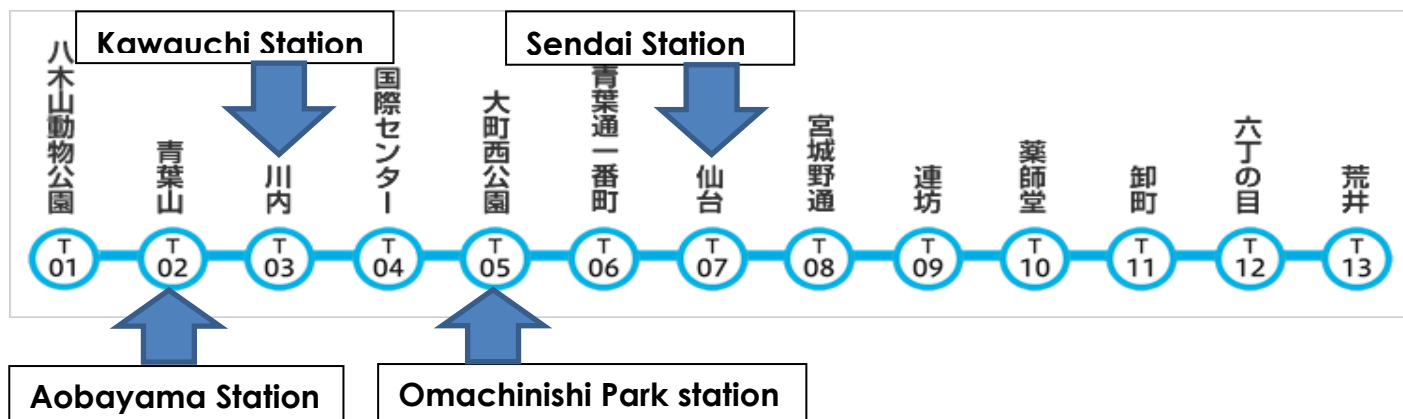 Kawauchi Station
Sendai Station
八木山動物公園
青葉山
川内
国際センター
大町西公園
青葉通一番町
仙台
宮城野通
連坊
薬師堂
卸町
六丁の目
荒井
T 01
T 02
T 03
T 04
T 05
T 06
T 07
T 08
T 09
T 10
T 11
T 12
T 13
Aobayama Station
Omachinishi Park station